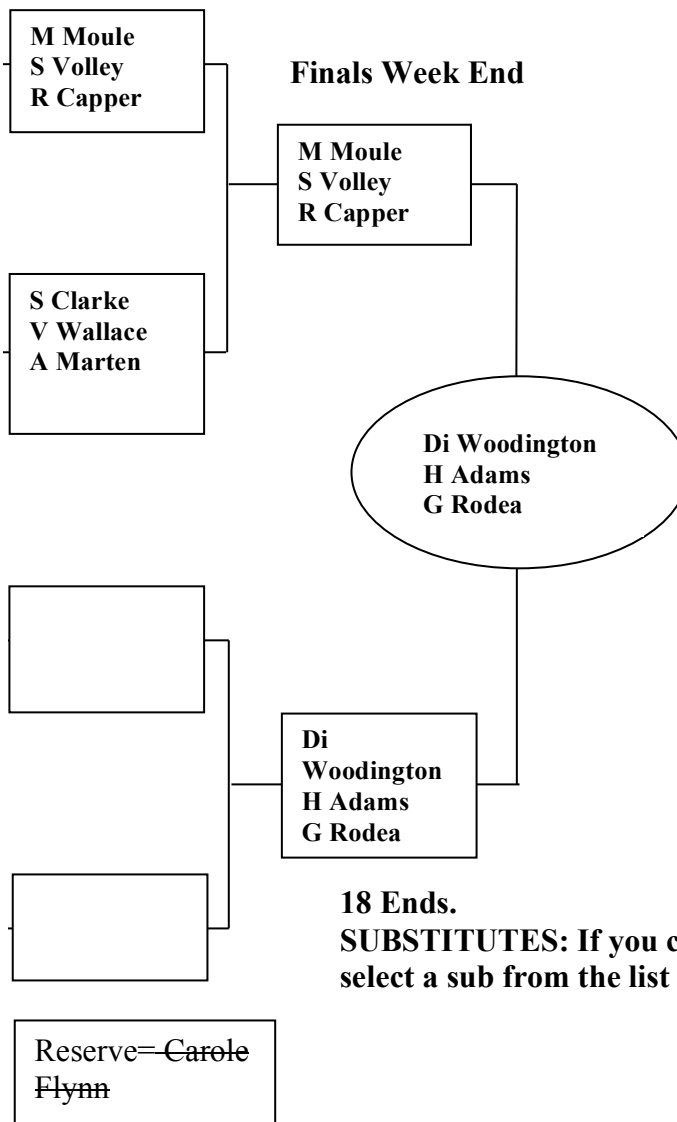 M Moule
S Volley
R Capper
Finals Week End
M Moule
S Volley
R Capper
S Clarke
V Wallace
A Marten
Di Woodington
H Adams
G Rodea
Di
Woodington
H Adams
G Rodea
18 Ends.
SUBSTITUTES: If you c
select a sub from the list
Reserve= Carole
Flynn